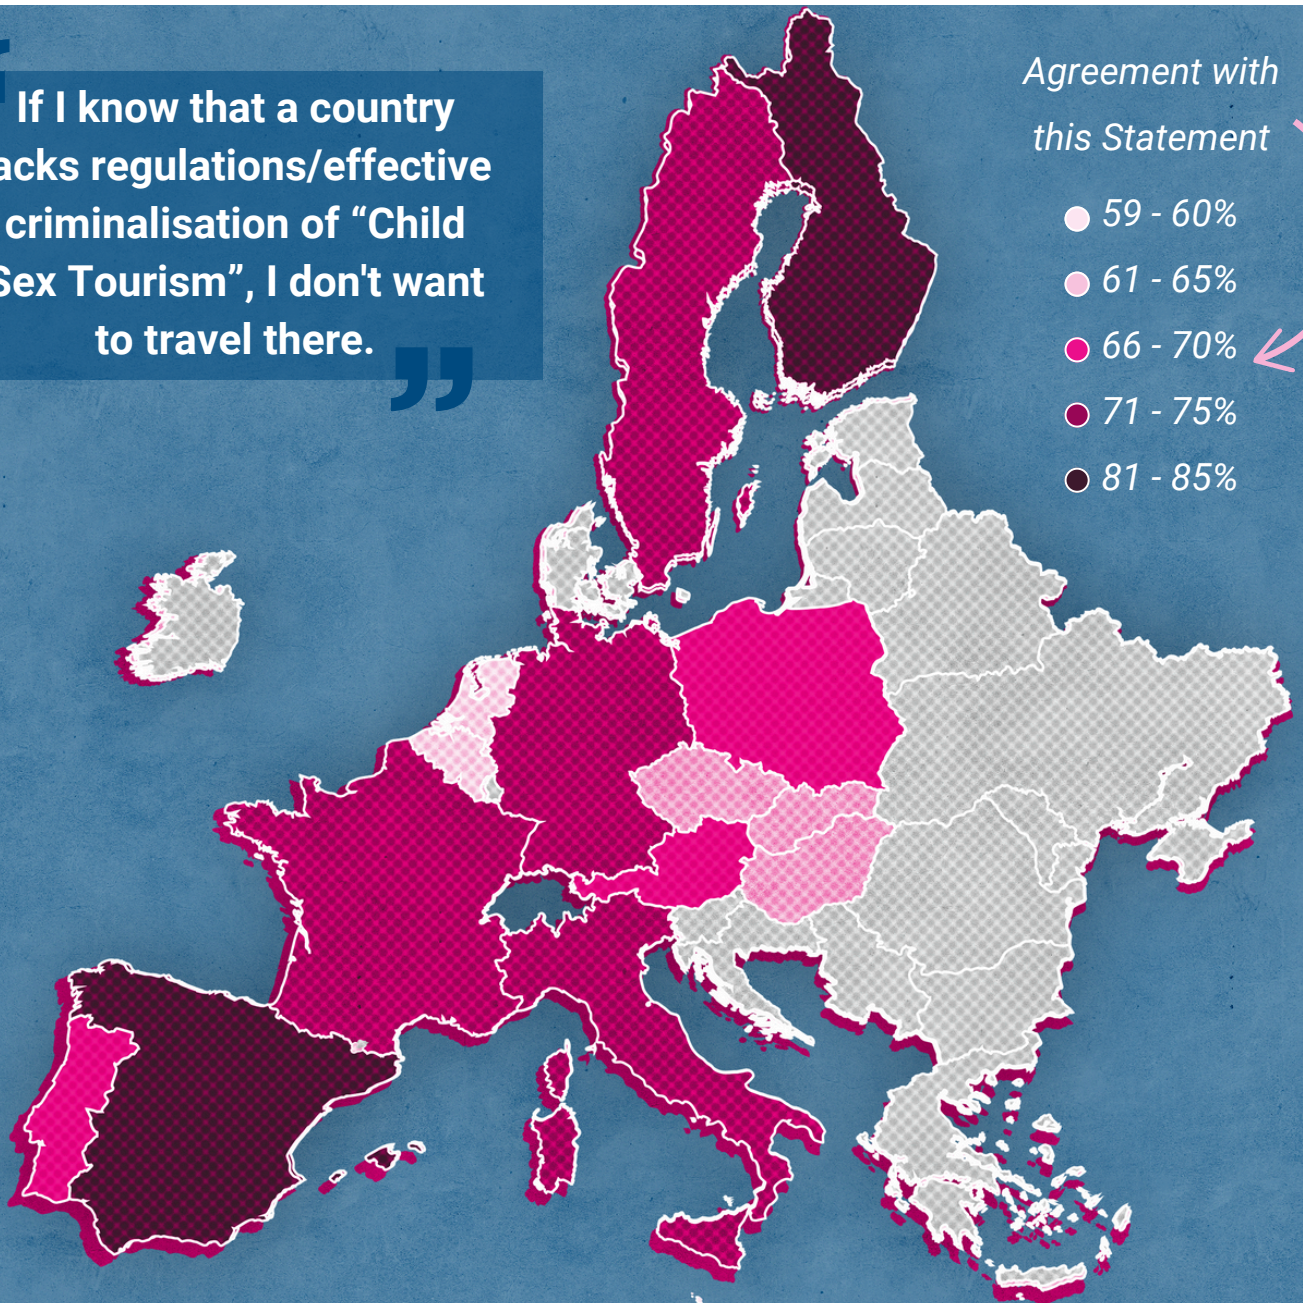 If I know that a country
acks regulations/effective
criminalisation of “Child
Sex Tourism”, I don't want
to travel there.
”
Agreement with
this Statement
59 - 60%
61 - 65%
66 - 70%
71 - 75%
81 - 85%